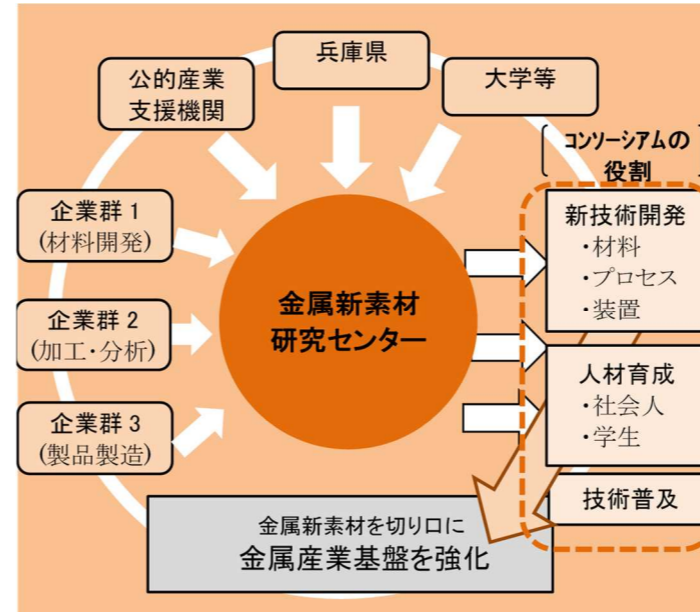 兵庫県
公的産業
支援機関
大学等
コンソーシアムの
役割
企業群 1
(材料開発)
企業群 2
(加工・分析)
企業群 3
(製品製造)
金属新素材
研究センター
新技術開発
・材料
・プロセス
・装置
人材育成
・社会人
・学生
技術普及
金属新素材を切り口に
金属産業基盤を強化